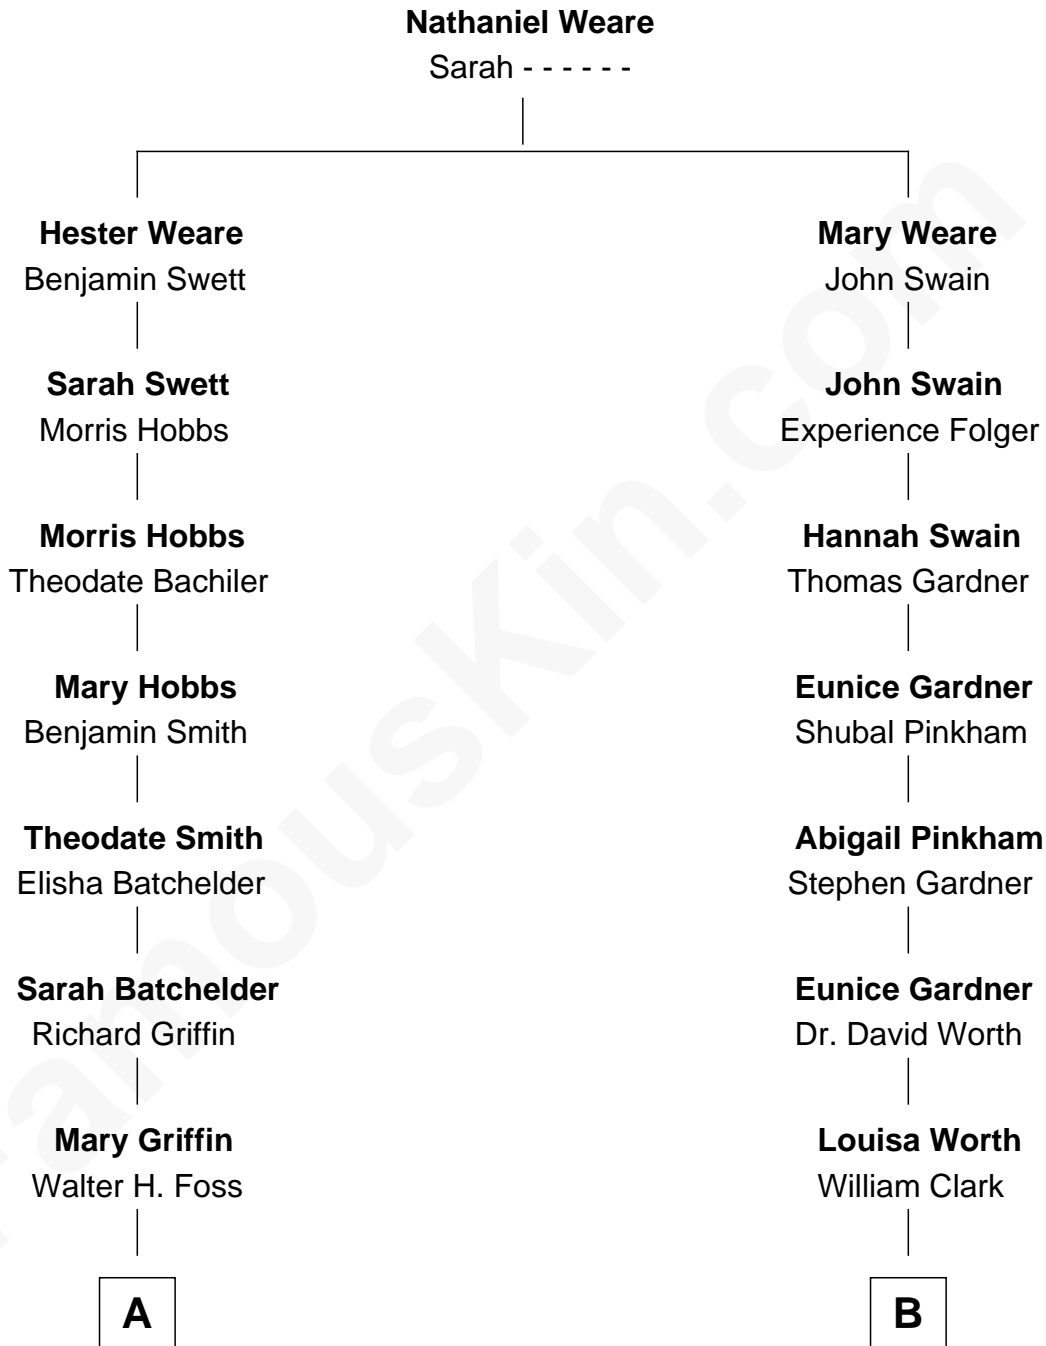 Nathaniel Weare
Sarah - - - - - -
Hester Weare
Benjamin Swett
Mary Weare
John Swain
Sarah Swett
Morris Hobbs
John Swain
Experience Folger
Morris Hobbs
Theodate Bachiler
Hannah Swain
Thomas Gardner
Mary Hobbs
Benjamin Smith
Eunice Gardner
Shubal Pinkham
Theodate Smith
Elisha Batchelder
Abigail Pinkham
Stephen Gardner
Sarah Batchelder
Richard Griffin
Eunice Gardner
Dr. David Worth
Mary Griffin
Walter H. Foss
Louisa Worth
William Clark
A
B
FamousKin.com